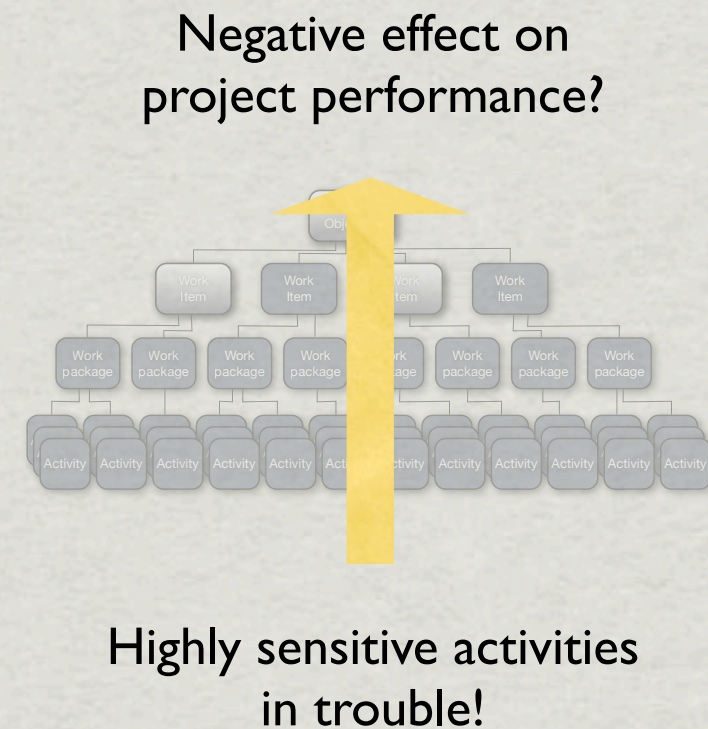 Negative effect on
project performance?
Work
Item
Work
Item
Work
Item
Work
package
Work
package
Work
package
Work
package
Work
package
Work
package
Work
package
Activity
Activity
Activity
Activity
Activity
Activity
Activity
Activity
Activity
Activity
Highly sensitive activities
in trouble!